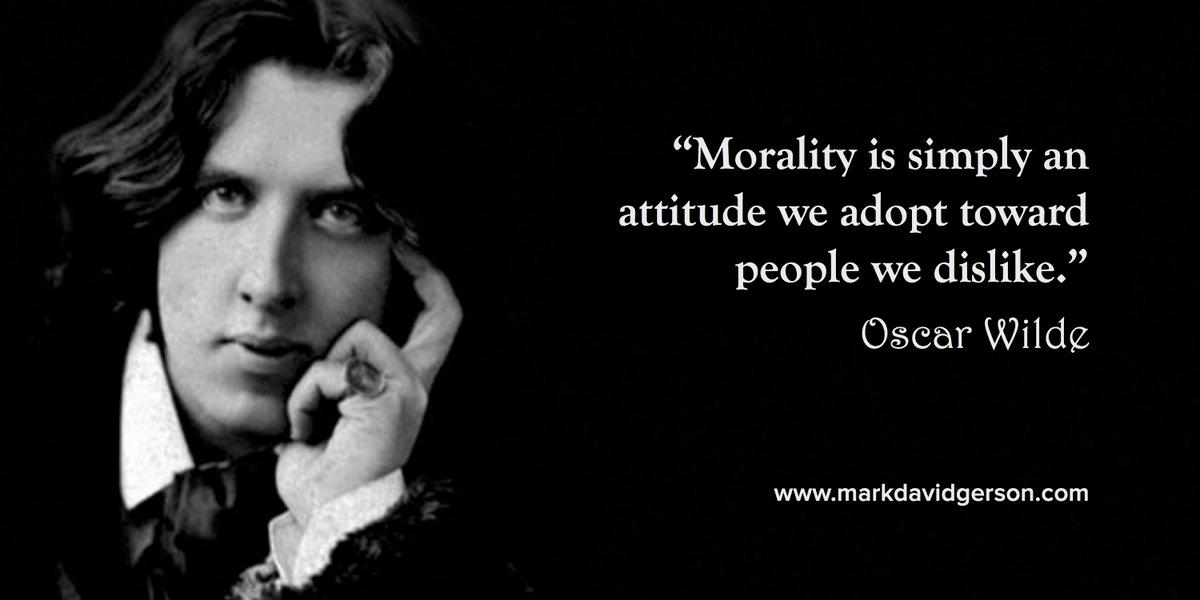 “Morality is simply an
attitude we adopt toward
people we dislike.”
Oscar Wilde
www.markdavidgerson.com